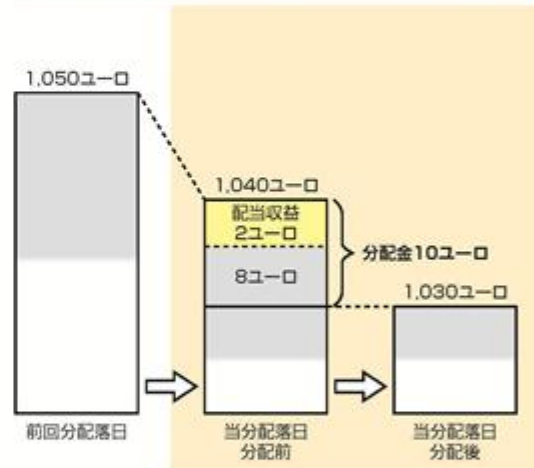 1,050ユーロ
1,040ユーロ
配当収益
2ユーロ
8ユーロ
分配金10ユーロ
1,030ユーロ
前回分配落日
当分配落日
分配前
当分配落日
分配後